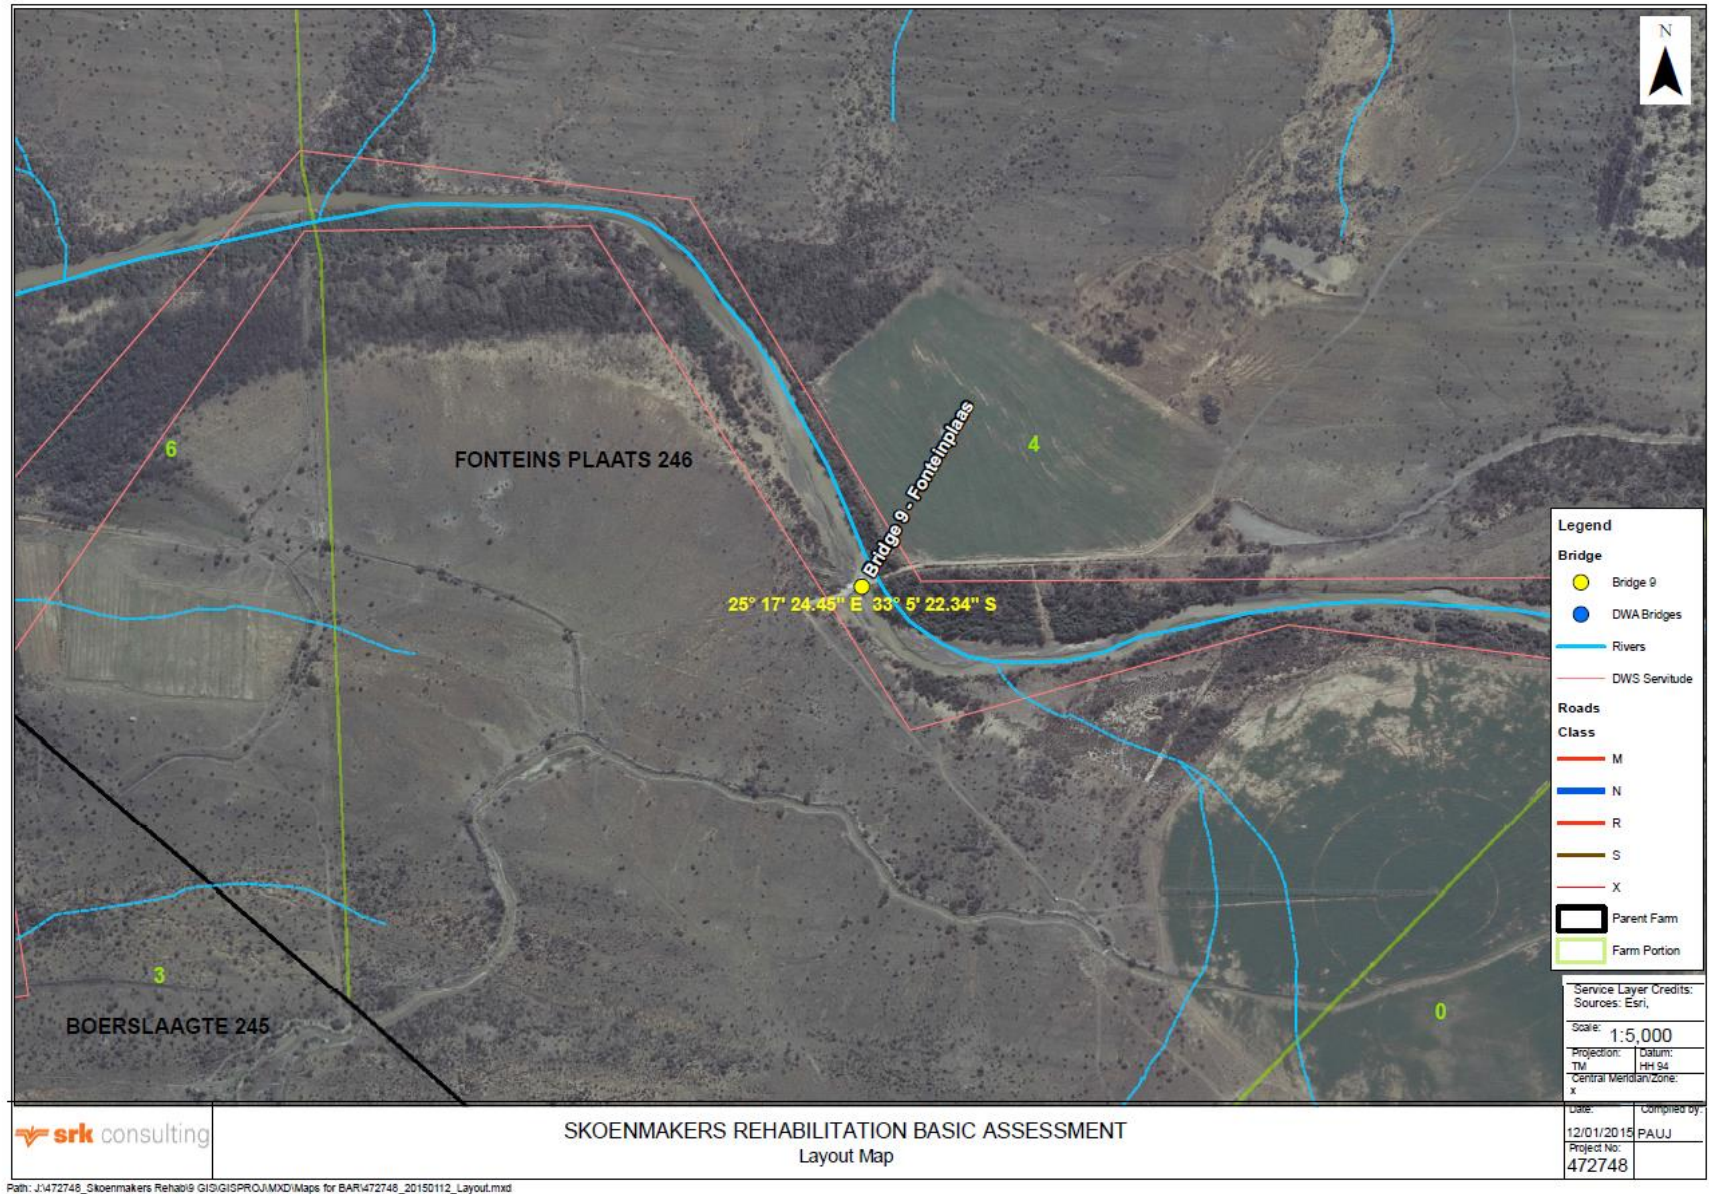 N
6
FONTEINS PLAATS 246
4
Bridge 9 - Fonteinplaas
25° 17' 24.45" E 33° 5' 22.34" S
3
BOERSLAAGTE 245
0
Legend
Bridge
Bridge 9
DWA Bridges
Rivers
DWS Servitude
Roads
Class
M
N
R
S
X
Parent Farm
Farm Portion
Service Layer Credits:
Sources: Esri,
Scale: 1:5,000
Projection: Datum:
TM HH 94
Central Meridian/Zone:
x
Date: Compiled by:
12/01/2015 PAUJ
Project No:
472748
srk consulting
SKOENMAKERS REHABILITATION BASIC ASSESSMENT
Layout Map
Path: J:\472748_Skoenmakers Rehab\9 GIS\GISPROJ\MXD\Maps for BAR\472748_20150112_Layout.mxd